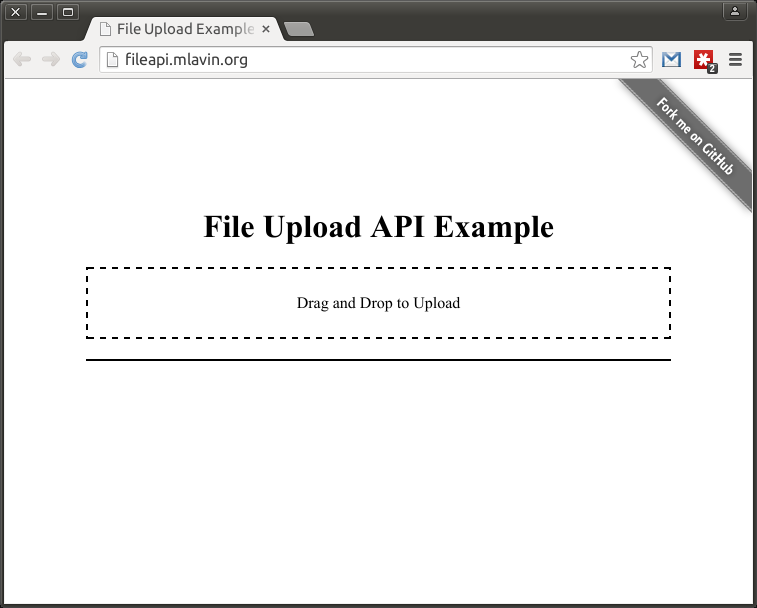 File Upload Example
fileapi.mlavin.org
2
Fork me on GitHub
File Upload API Example
Drag and Drop to Upload